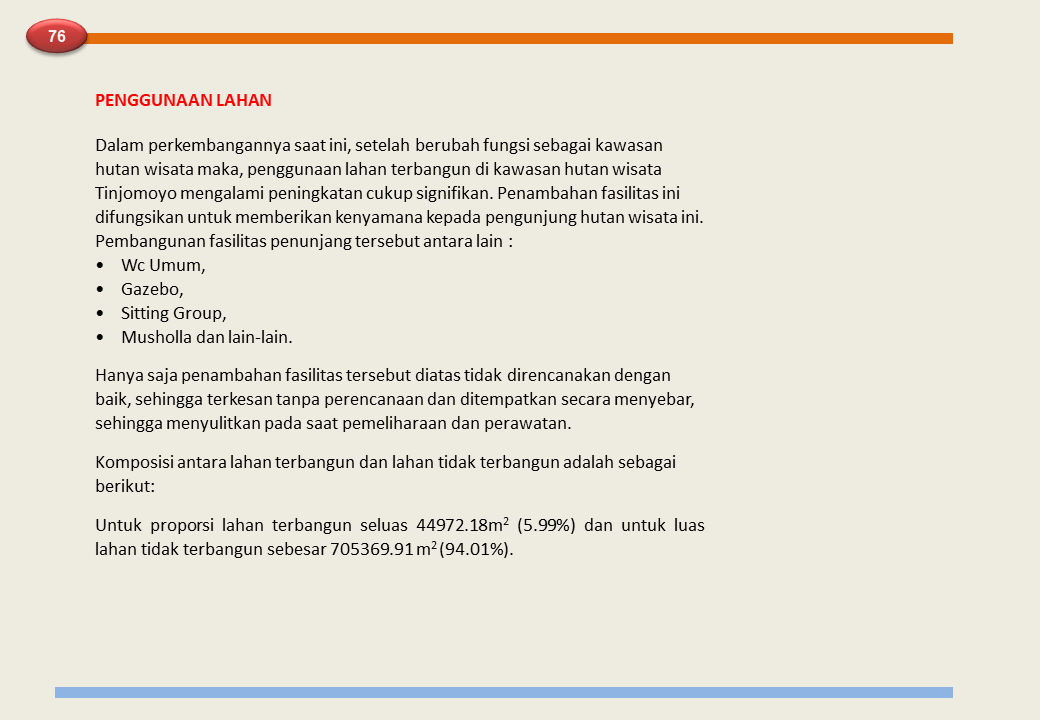 76
PENGGUNAAN LAHAN
Dalam perkembangannya saat ini, setelah berubah fungsi sebagai kawasan
hutan wisata maka, penggunaan lahan terbangun di kawasan hutan wisata
Tinjomoyo mengalami peningkatan cukup signifikan. Penambahan fasilitas ini
difungsikan untuk memberikan kenyamana kepada pengunjung hutan wisata ini.
Pembangunan fasilitas penunjang tersebut antara lain :
• Wc Umum,
• Gazebo,
• Sitting Group,
• Musholla dan lain-lain.
Hanya saja penambahan fasilitas tersebut diatas tidak direncanakan dengan
baik, sehingga terkesan tanpa perencanaan dan ditempatkan secara menyebar,
sehingga menyulitkan pada saat pemeliharaan dan perawatan.
Komposisi antara lahan terbangun dan lahan tidak terbangun adalah sebagai
berikut:
Untuk proporsi lahan terbangun seluas 44972.18m² (5.99%) dan untuk luas
lahan tidak terbangun sebesar 705369.91 m² (94.01%).